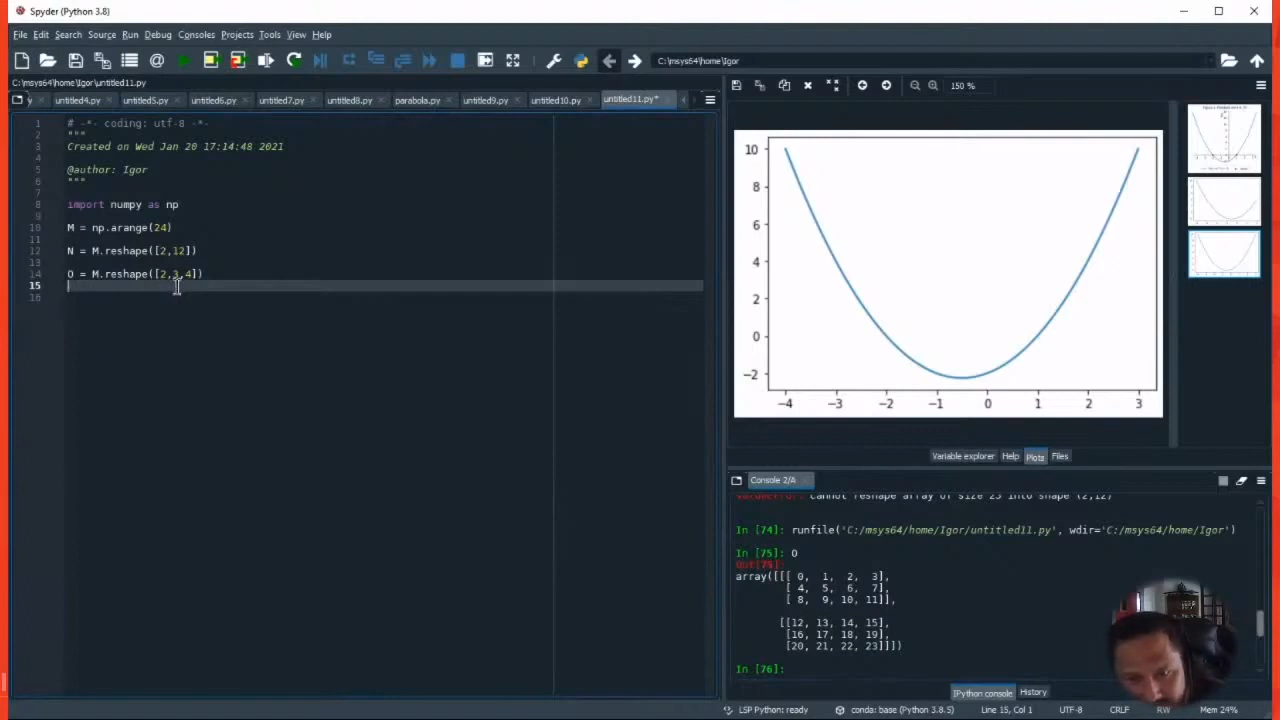 Spyder (Python 3.8)
File Edit Search Source Run Debug Consoles Projects Tools View Help
C:\msys64\home\Igor
C:\msys64\home\Igor\untitled11.py
y untitled4.py untitled5.py untitled6.py untitled7.py untitled8.py parabola.py untitled9.py untitled10.py untitled11.py*
150 %
1 # -*- coding: utf-8 -*-
2 """
3 Created on Wed Jan 20 17:14:48 2021
4
5 @author: Igor
6 """
7
8 import numpy as np
9
10 M = np.arange(24)
11
12 N = M.reshape([2,12])
13
14 O = M.reshape([2,3,4])
15
16
10
8
6
4
2
0
−2
−4 −3 −2 −1 0 1 2 3
Variable explorer Help Plots Files
Console 2/A
ValueError: cannot reshape array of size 25 into shape (2,12)
In [74]: runfile('C:/msys64/home/Igor/untitled11.py', wdir='C:/msys64/home/Igor')
In [75]: O
Out[75]:
array([[[ 0, 1, 2, 3],
[ 4, 5, 6, 7],
[ 8, 9, 10, 11]],
[[12, 13, 14, 15],
[16, 17, 18, 19],
[20, 21, 22, 23]]])
In [76]:
IPython console History
LSP Python: ready conda: base (Python 3.8.5) Line 15, Col 1 UTF-8 CRLF RW Mem 24%